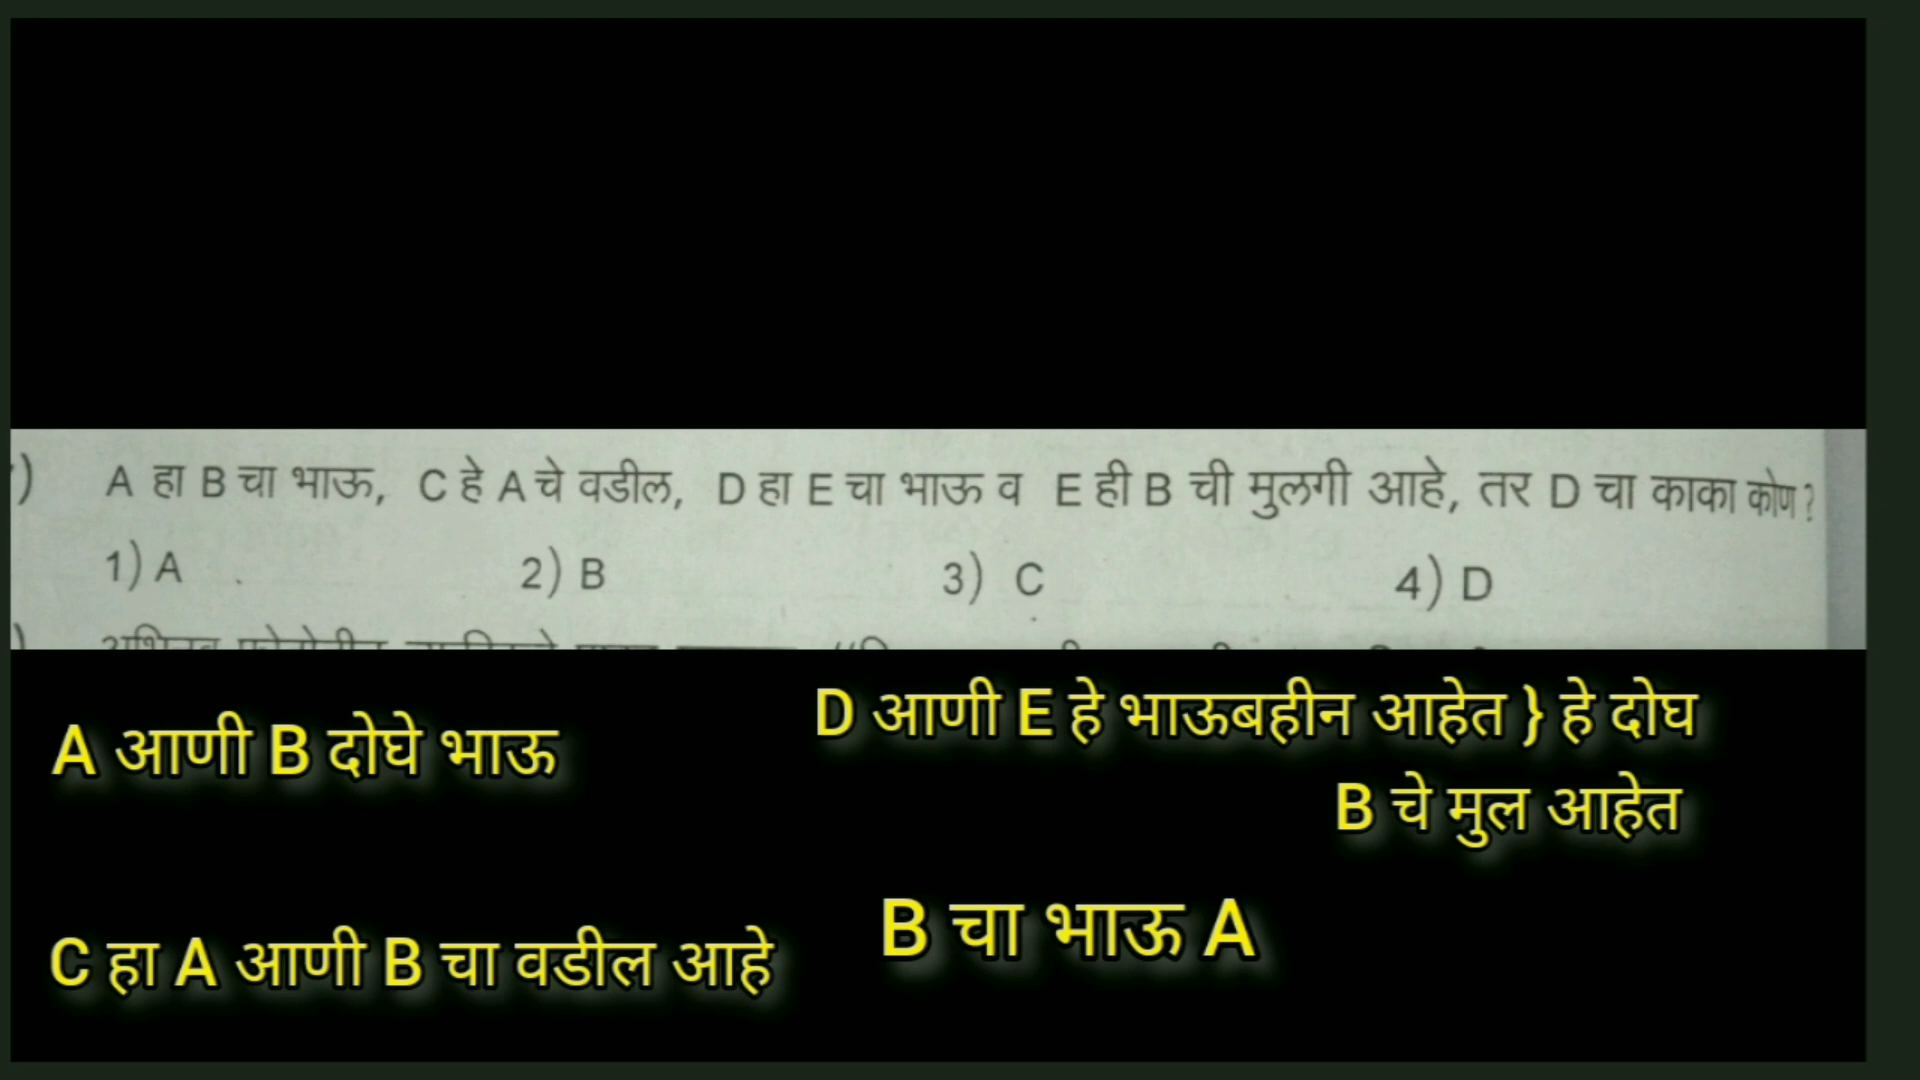 ) A हा B चा भाऊ, C हे A चे वडील, D हा E चा भाऊ व E ही B ची मुलगी आहे, तर D चा काका कोण?
1) A 2) B 3) C 4) D
A आणी B दोघे भाऊ
D आणी E हे भाऊबहीन आहेत } हे दोघ
B चे मुल आहेत
B चा भाऊ A
C हा A आणी B चा वडील आहे